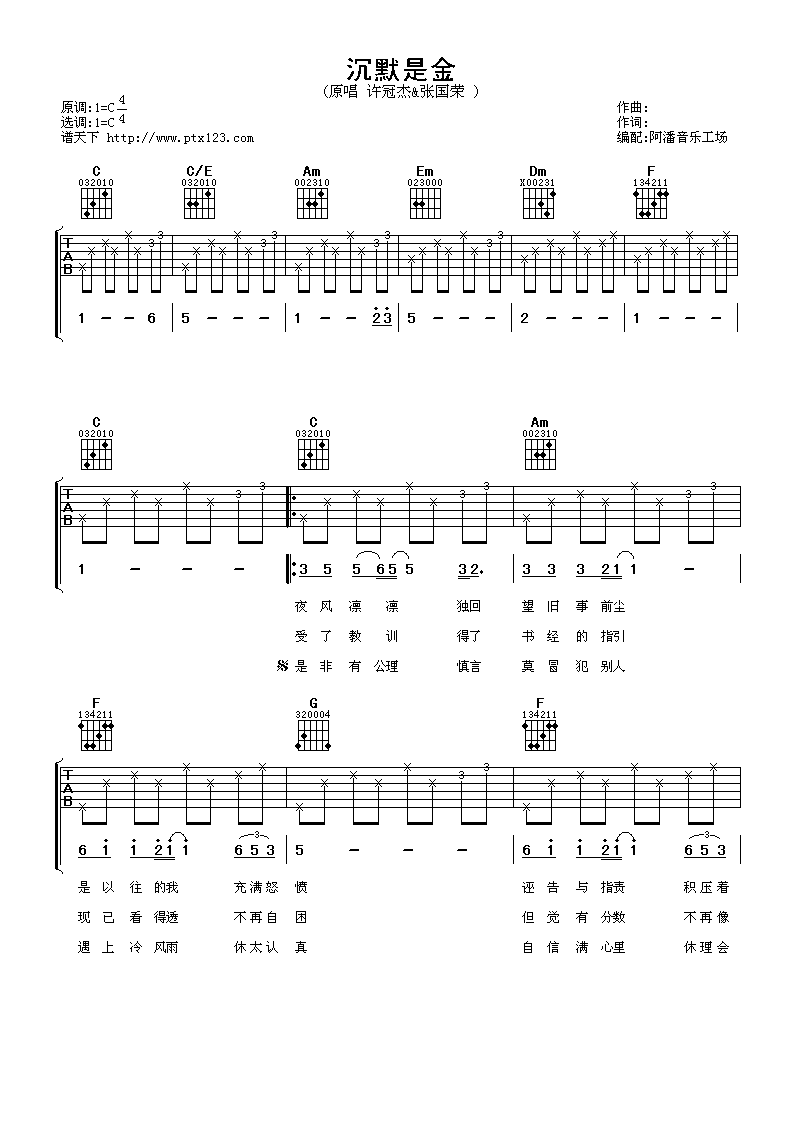 沉默是金
(原唱 许冠杰&张国荣 )
原调:1=C 4/4
选调:1=C
谱天下 http://www.ptx123.com
作曲:
作词:
编配:阿潘音乐工场
C C/E Am Em Dm F
032010 032010 002310 023000 X00231 134211
T A B 3 3 3 3 3 3
1 - - 6 5 - - - 1 - - 23 5 - - - 2 - - - 1 - - -
C C Am
032010 032010 002310
T A B 3 3 3 3 3 3
1 - - - 3 5 5 65 5 32. 3 3 3 21 1 -
夜 风 凛 凛 独回 望 旧 事 前尘
受 了 教 训 得了 书 经 的 指引
是 非 有 公理 慎言 莫 冒 犯 别人
F G F
134211 320004 134211
T A B 3 3 3 3 3 3
6 1 1 21 1 6 5 3 5 - - - 6 1 1 21 1 6 5 3
是 以 往 的我 充满怒 愤 诬 告 与 指责 积压着
现 已 看 得透 不再自 困 但 觉 有 分数 不再像
遇 上 冷 风雨 休太认 真 自 信 满 心里 休理会